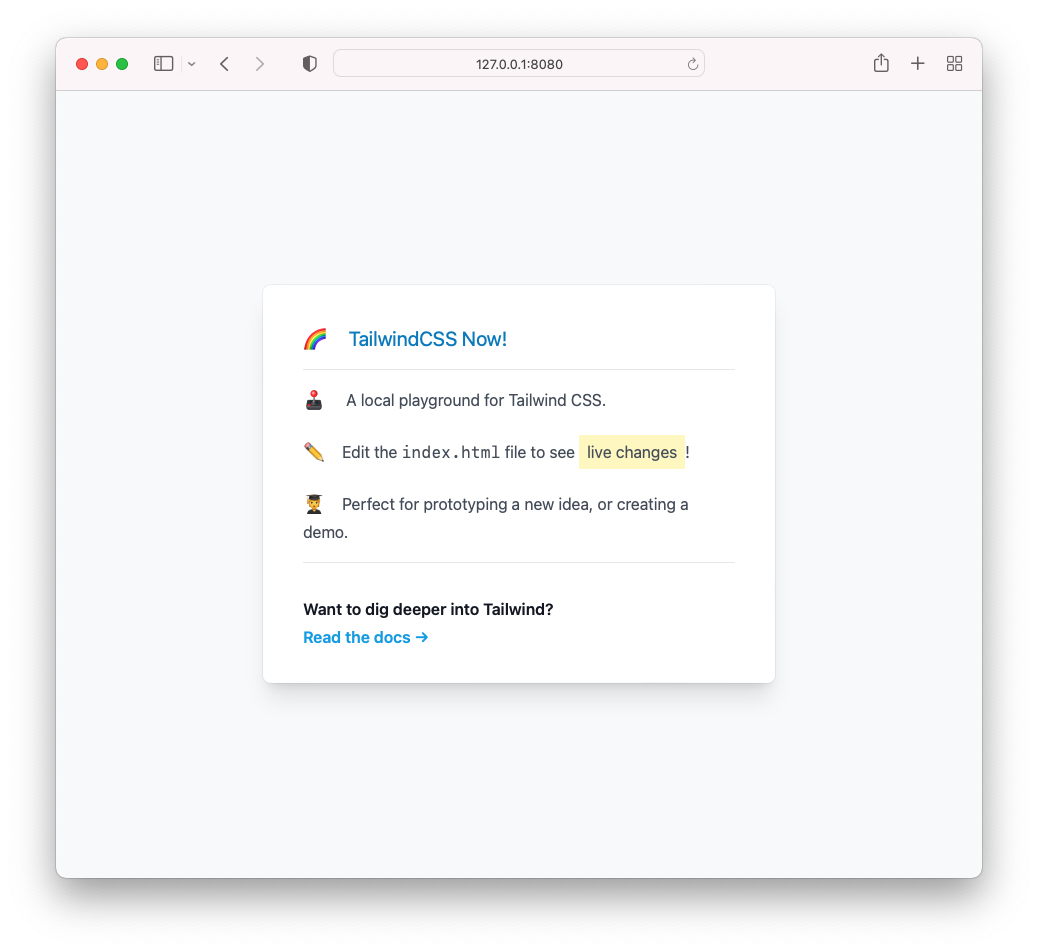 127.0.0.1:8080
🌈 TailwindCSS Now!
🕹️ A local playground for Tailwind CSS.
✏️ Edit the index.html file to see live changes !
👨‍🎓 Perfect for prototyping a new idea, or creating a
demo.
Want to dig deeper into Tailwind?
Read the docs →